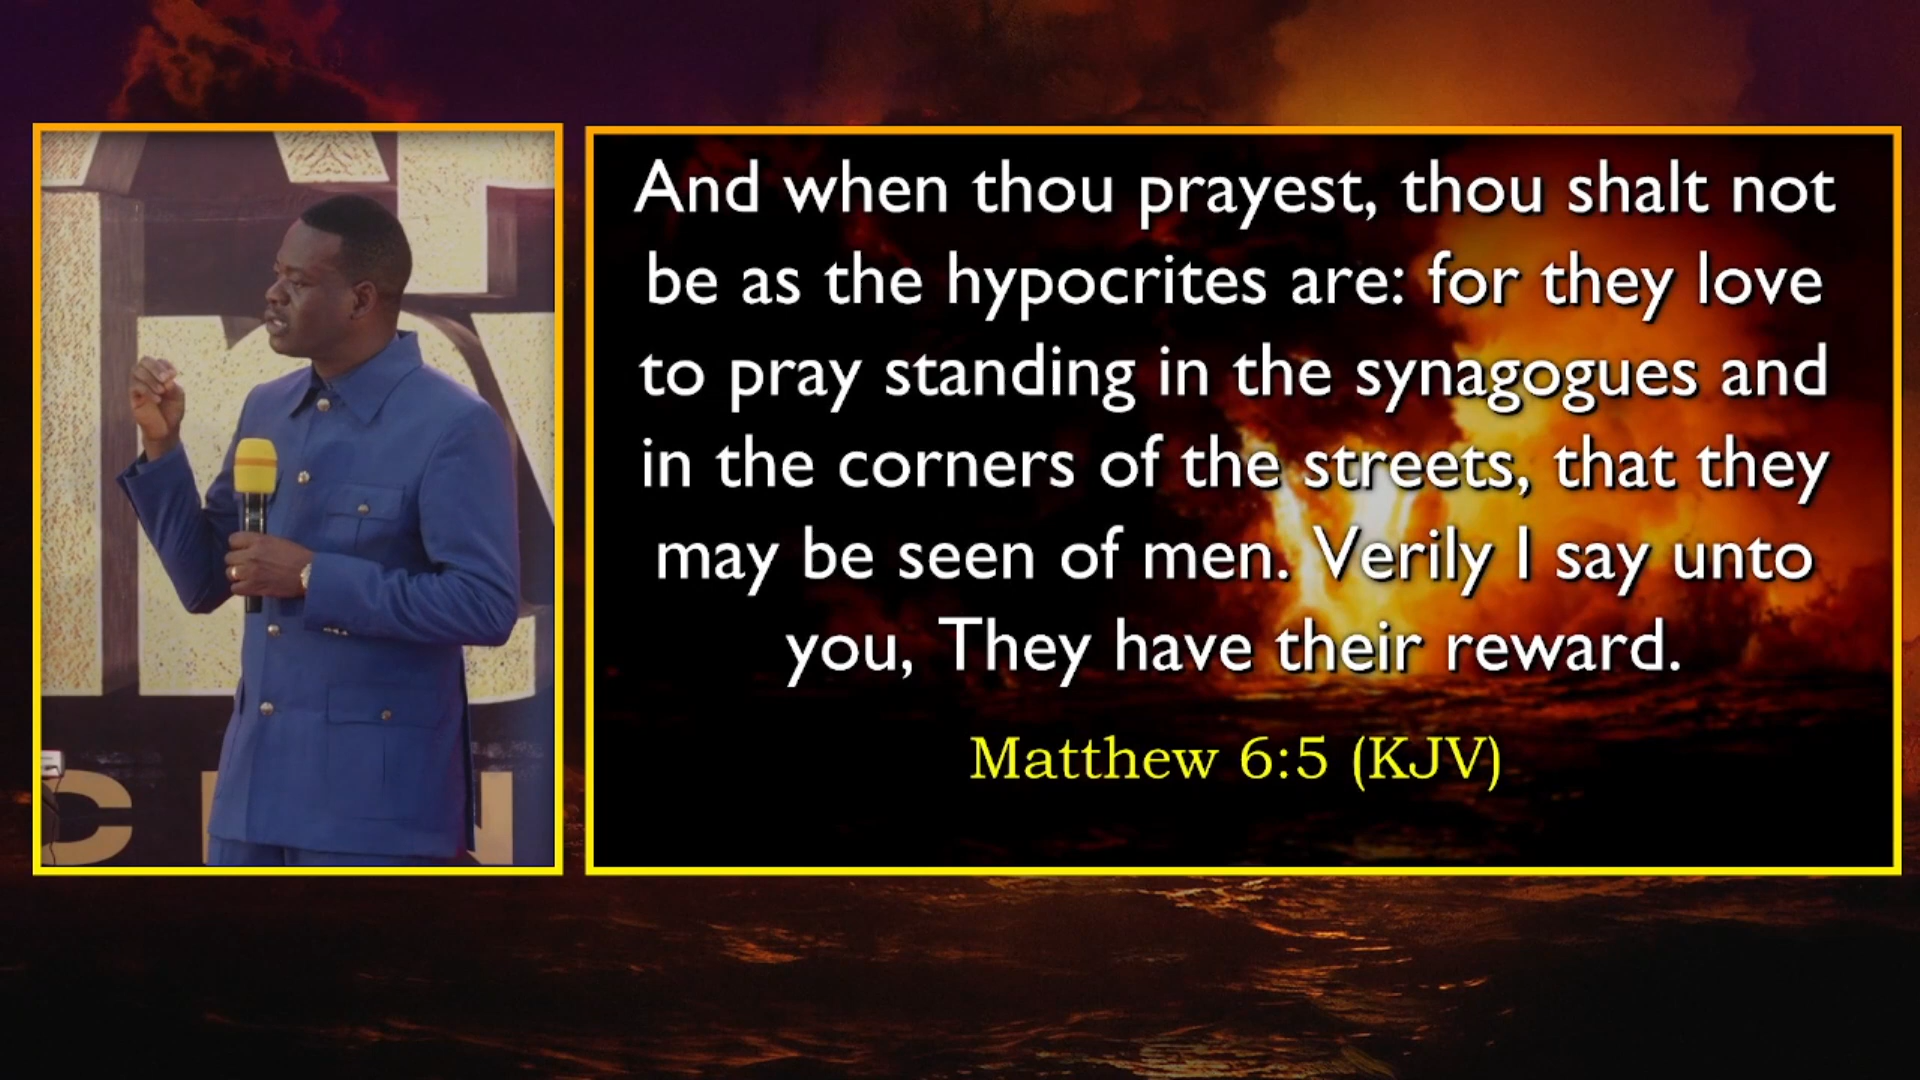 And when thou prayest, thou shalt not
be as the hypocrites are: for they love
to pray standing in the synagogues and
in the corners of the streets, that they
may be seen of men. Verily I say unto
you, They have their reward.
Matthew 6:5 (KJV)